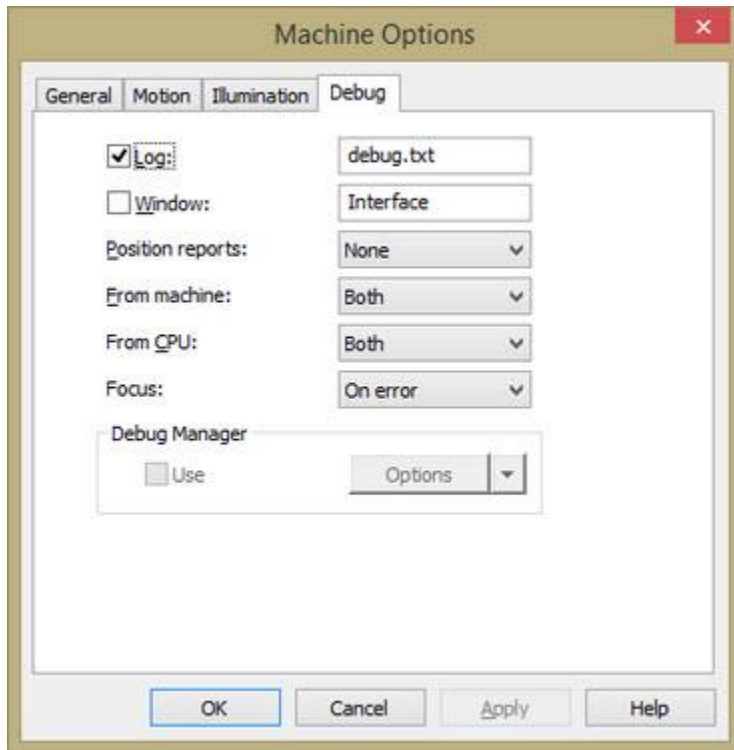 Machine Options
General Motion Illumination Debug
Log: debug.txt
Window: Interface
Position reports: None
From machine: Both
From CPU: Both
Focus: On error
Debug Manager
Use Options
OK Cancel Apply Help